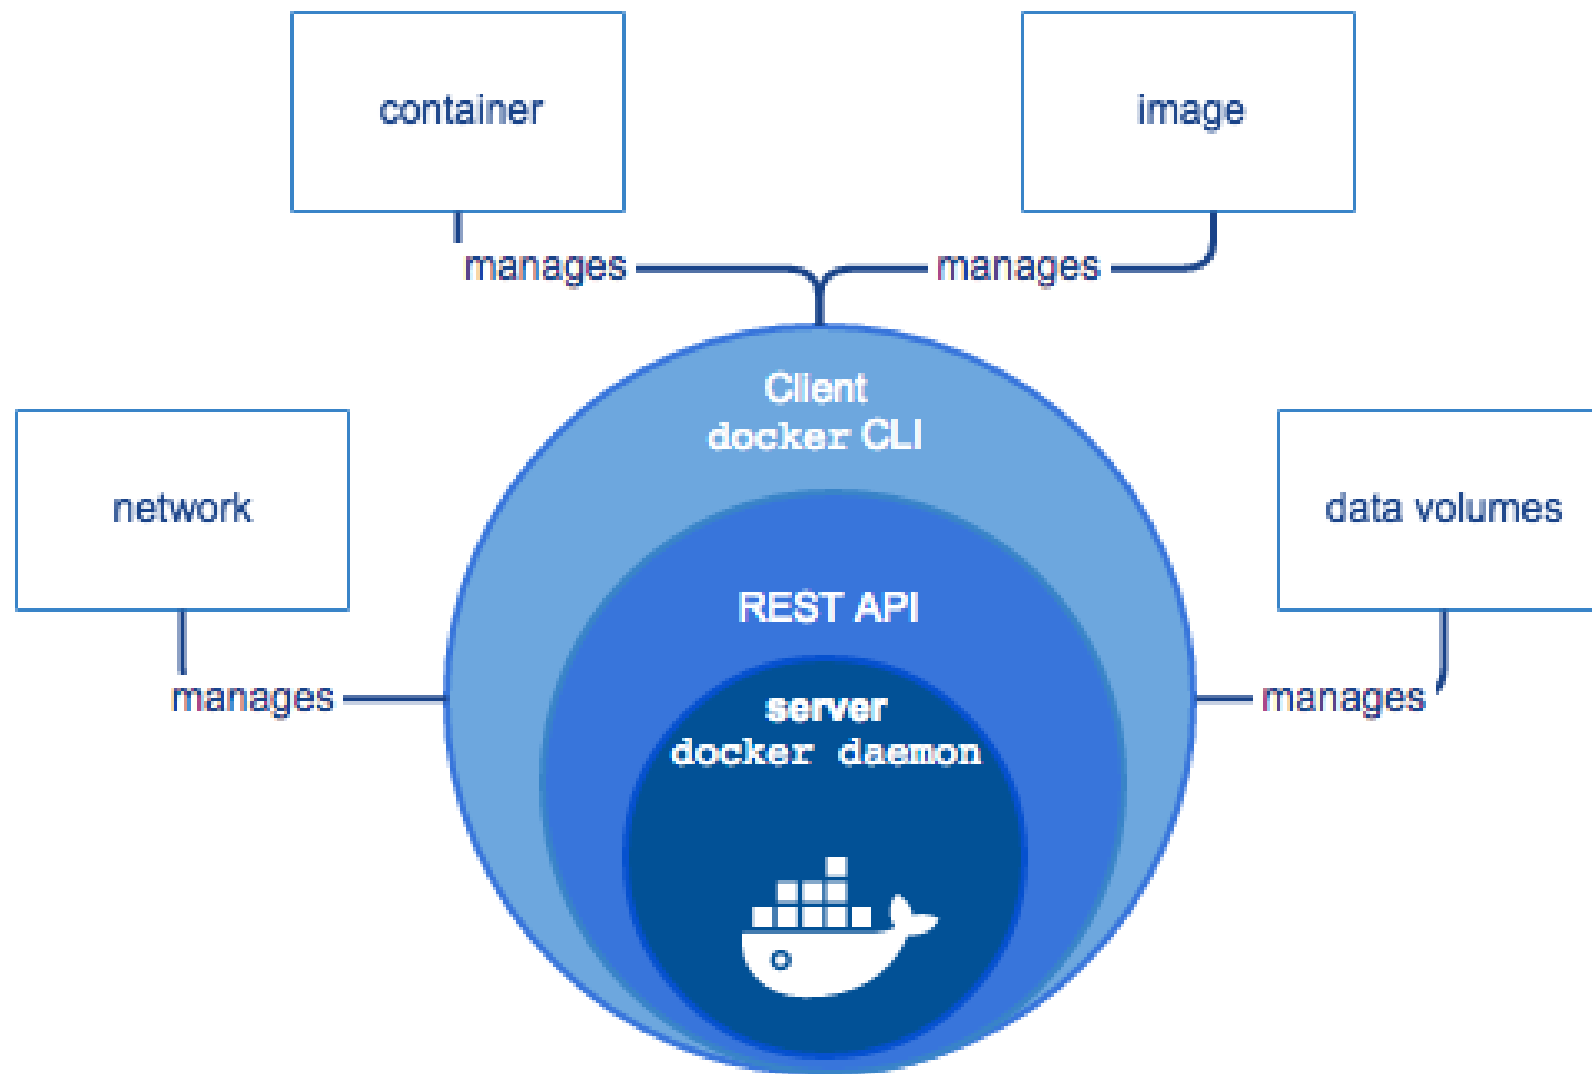 container
image
manages
manages
Client
docker CLI
network
data volumes
REST API
manages
manages
server
docker daemon